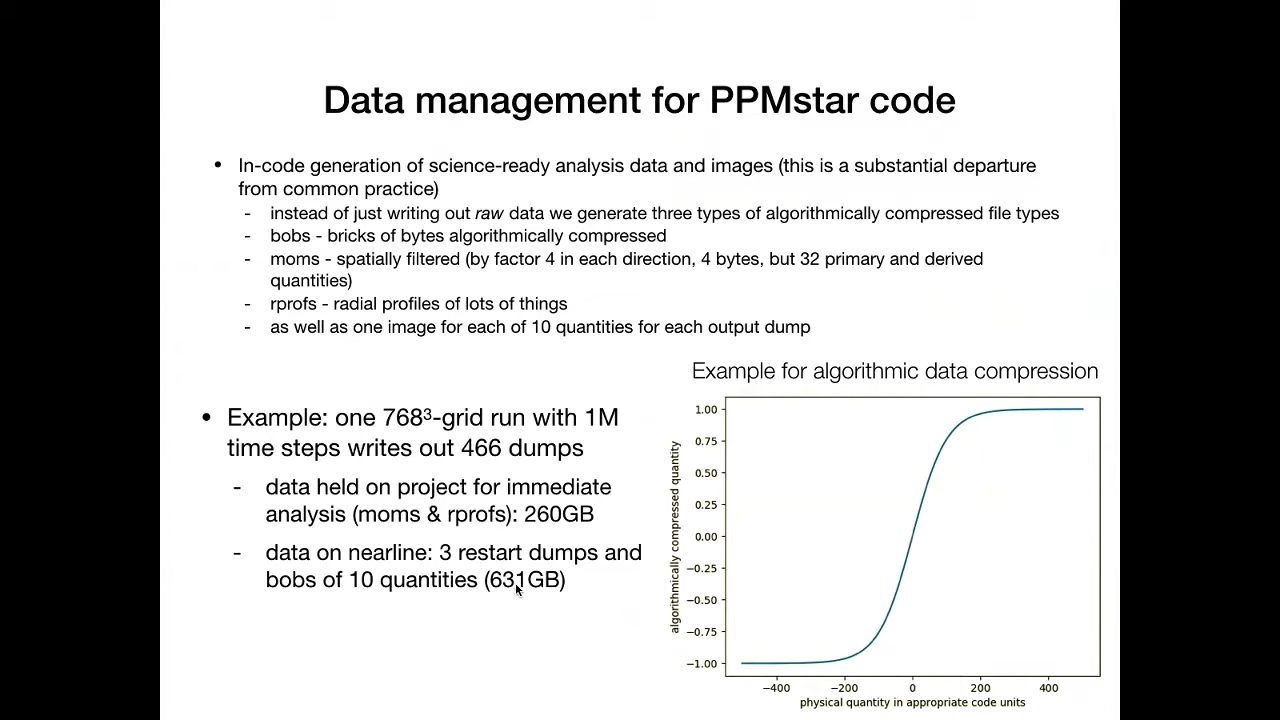 Data management for PPMstar code
• In-code generation of science-ready analysis data and images (this is a substantial departure
from common practice)
- instead of just writing out raw data we generate three types of algorithmically compressed file types
- bobs - bricks of bytes algorithmically compressed
- moms - spatially filtered (by factor 4 in each direction, 4 bytes, but 32 primary and derived
quantities)
- rprofs - radial profiles of lots of things
- as well as one image for each of 10 quantities for each output dump
• Example: one 768³-grid run with 1M
time steps writes out 466 dumps
- data held on project for immediate
analysis (moms & rprofs): 260GB
- data on nearline: 3 restart dumps and
bobs of 10 quantities (631GB)
Example for algorithmic data compression
algorithmically compressed quantity
1.00
0.75
0.50
0.25
0.00
−0.25
−0.50
−0.75
−1.00
−400 −200 0 200 400
physical quantity in appropriate code units